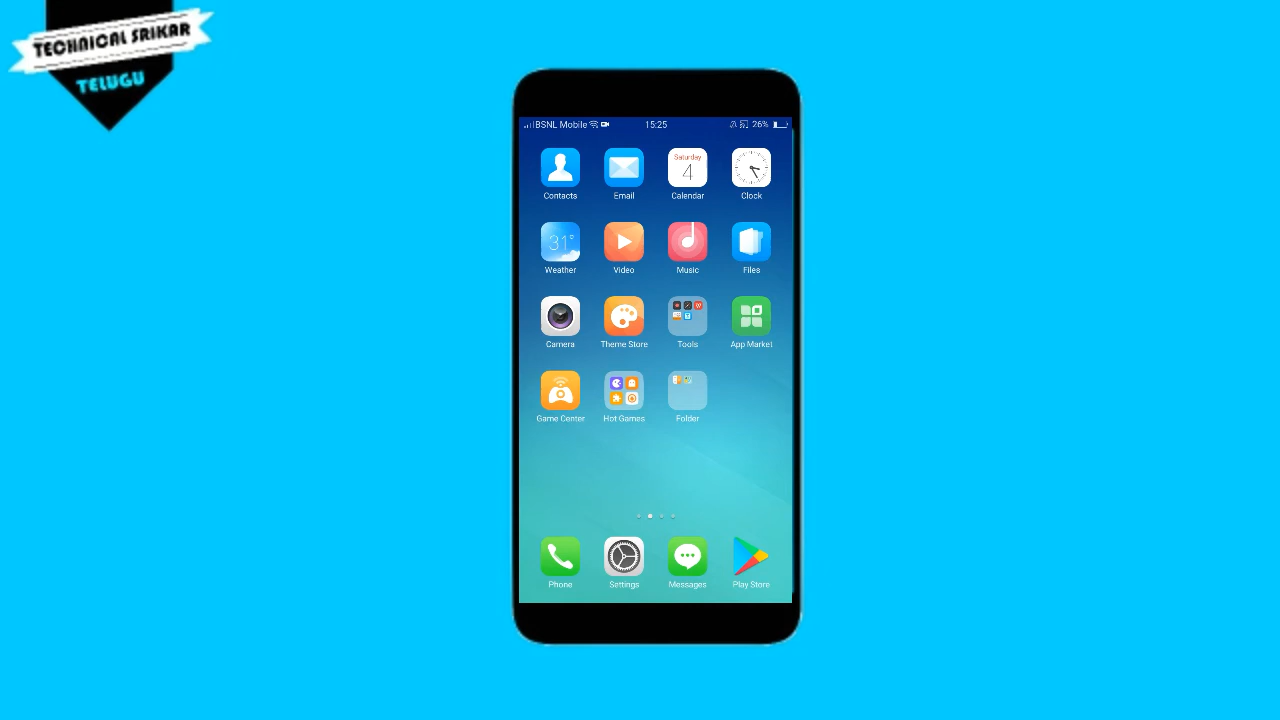 TECHNICAL SRIKAR
TELUGU
BSNL Mobile 15:25 26%
Saturday
4
Contacts Email Calendar Clock
31°
Weather Video Music Files
Camera Theme Store Tools App Market
Game Center Hot Games Folder
Phone Settings Messages Play Store